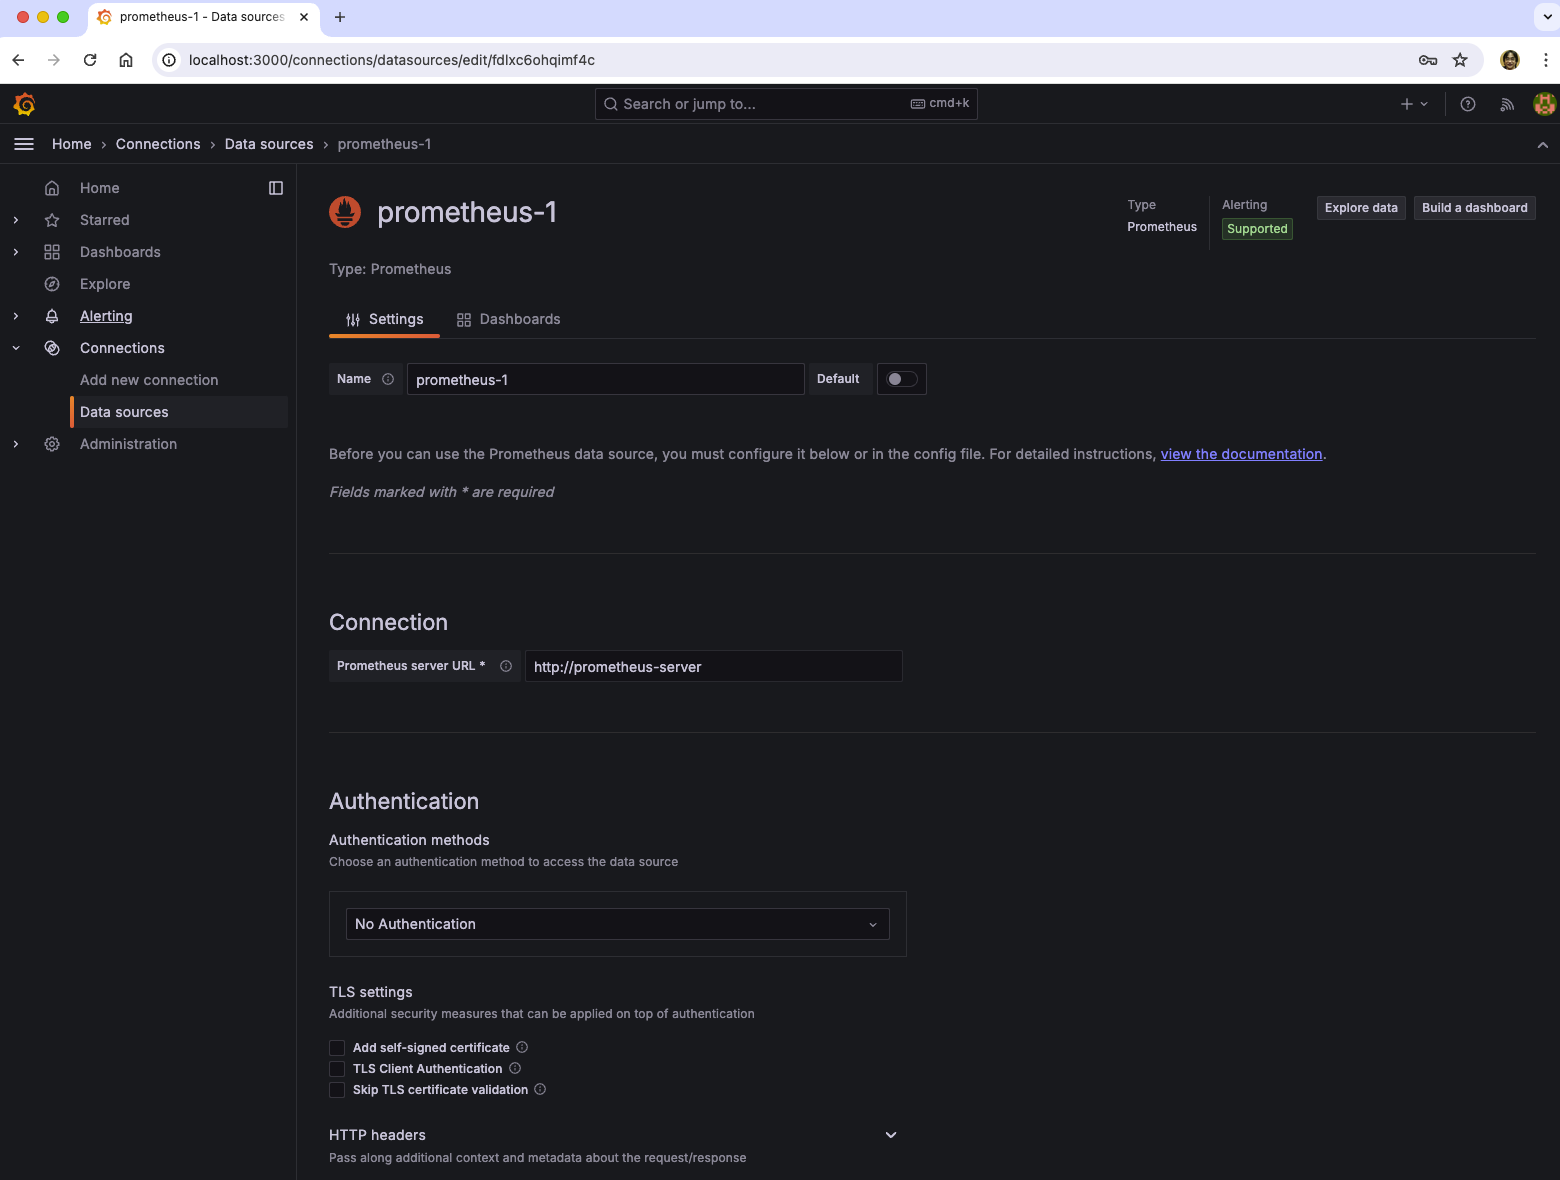 prometheus-1 - Data sources
localhost:3000/connections/datasources/edit/fdlxc6ohqimf4c
Search or jump to...
cmd+k
Home › Connections › Data sources › prometheus-1
Home
Starred
Dashboards
Explore
Alerting
Connections
Add new connection
Data sources
Administration
prometheus-1
Type
Prometheus
Alerting
Supported
Explore data
Build a dashboard
Type: Prometheus
Settings
Dashboards
Name
prometheus-1
Default
Before you can use the Prometheus data source, you must configure it below or in the config file. For detailed instructions, view the documentation.
Fields marked with * are required
Connection
Prometheus server URL *
http://prometheus-server
Authentication
Authentication methods
Choose an authentication method to access the data source
No Authentication
TLS settings
Additional security measures that can be applied on top of authentication
Add self-signed certificate
TLS Client Authentication
Skip TLS certificate validation
HTTP headers
Pass along additional context and metadata about the request/response